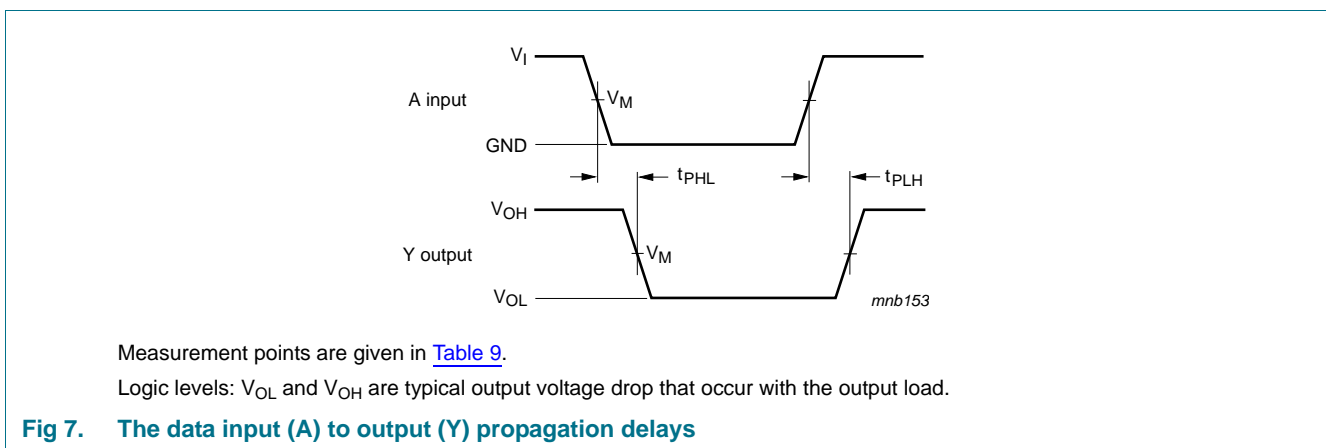 V_I
A input
V_M
GND
t_PHL
t_PLH
V_OH
Y output
V_M
V_OL
mnb153
Measurement points are given in Table 9.
Logic levels: V_OL and V_OH are typical output voltage drop that occur with the output load.
Fig 7. The data input (A) to output (Y) propagation delays